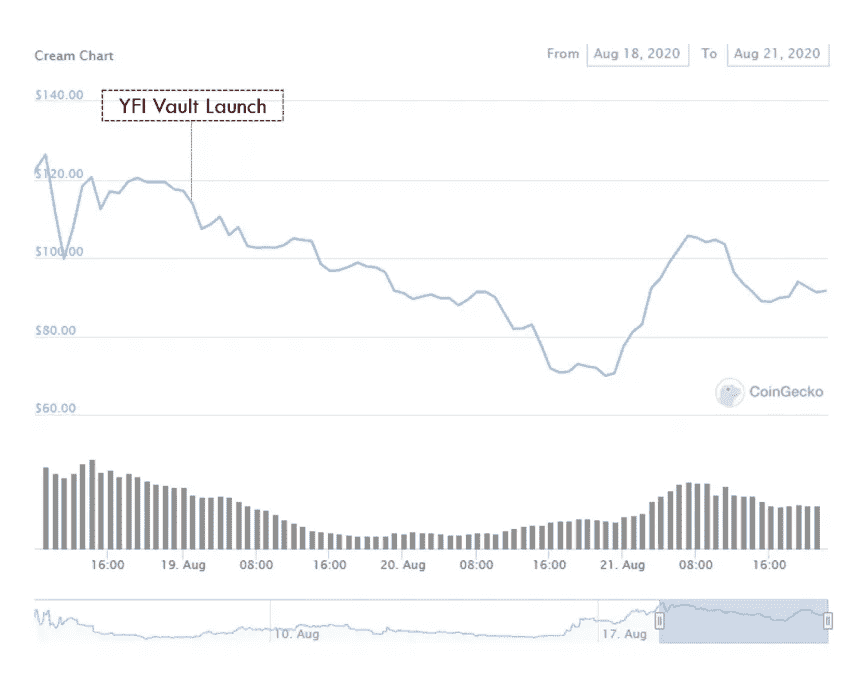 Cream Chart
From Aug 18, 2020 To Aug 21, 2020
$140.00
YFI Vault Launch
$120.00
$100.00
$80.00
$60.00
CoinGecko
16:00 19. Aug 08:00 16:00 20. Aug 08:00 16:00 21. Aug 08:00 16:00
10. Aug 17. Aug